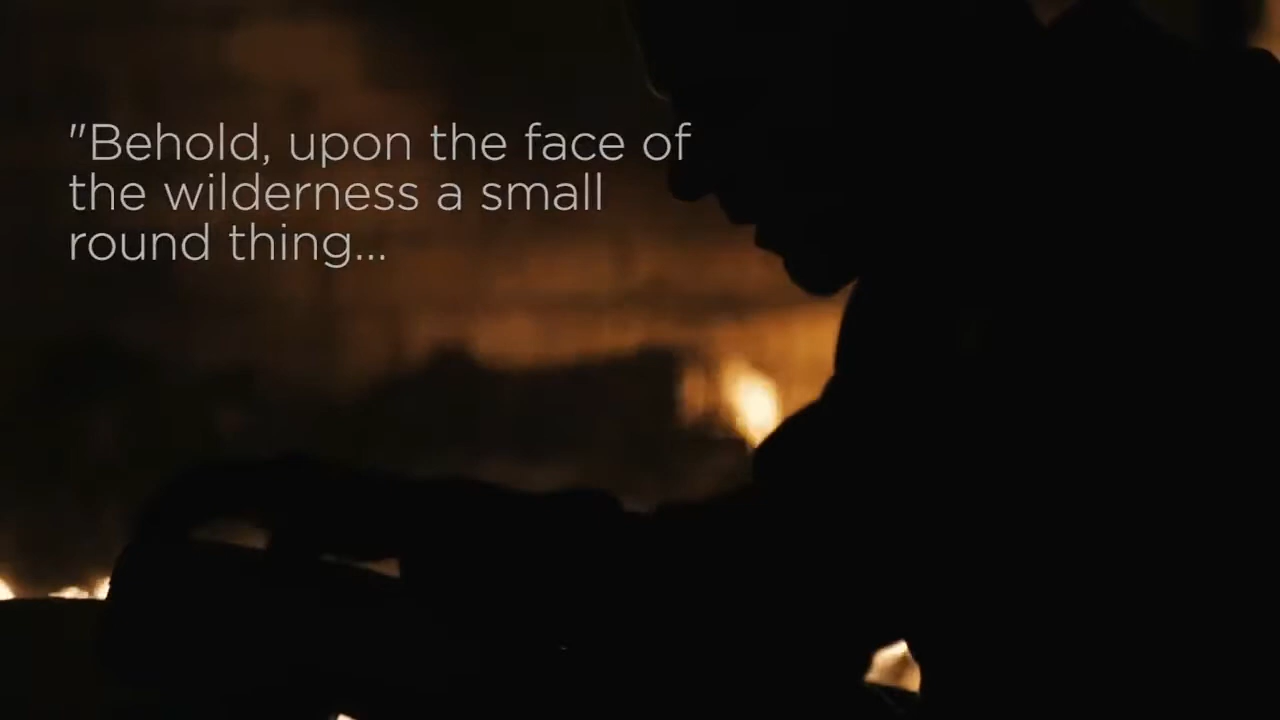 "Behold, upon the face of
the wilderness a small
round thing...